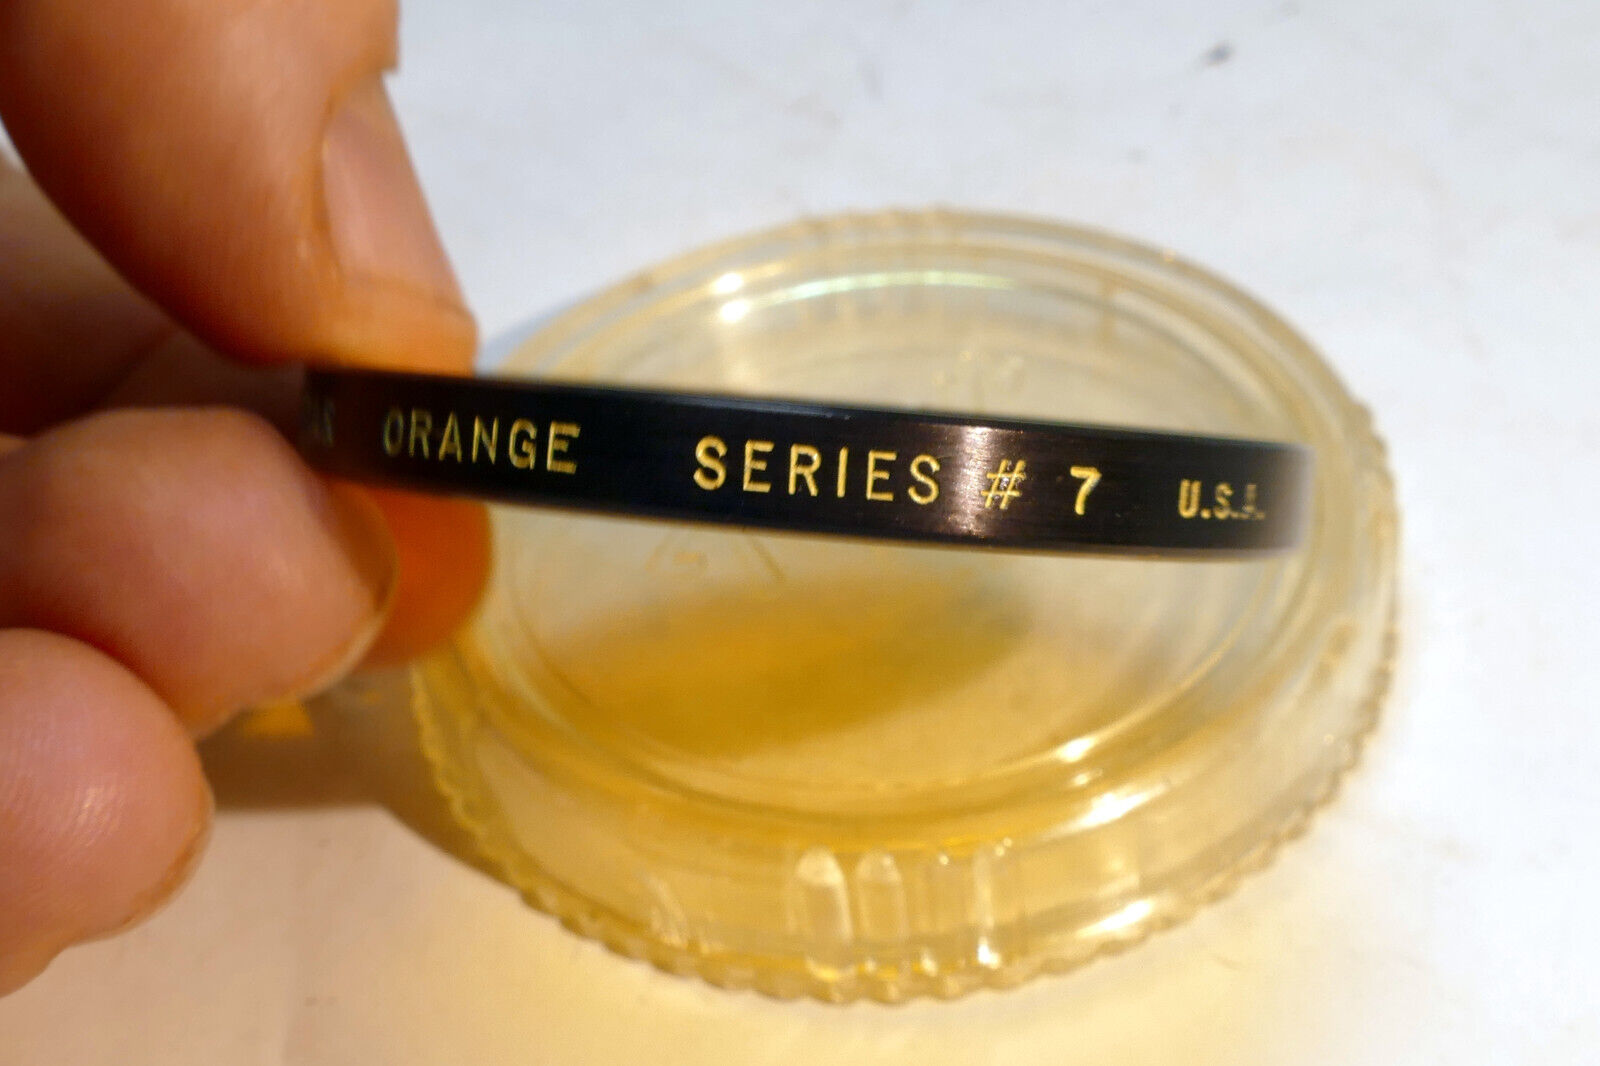 ORANGE SERIES # 7 U.S.A.